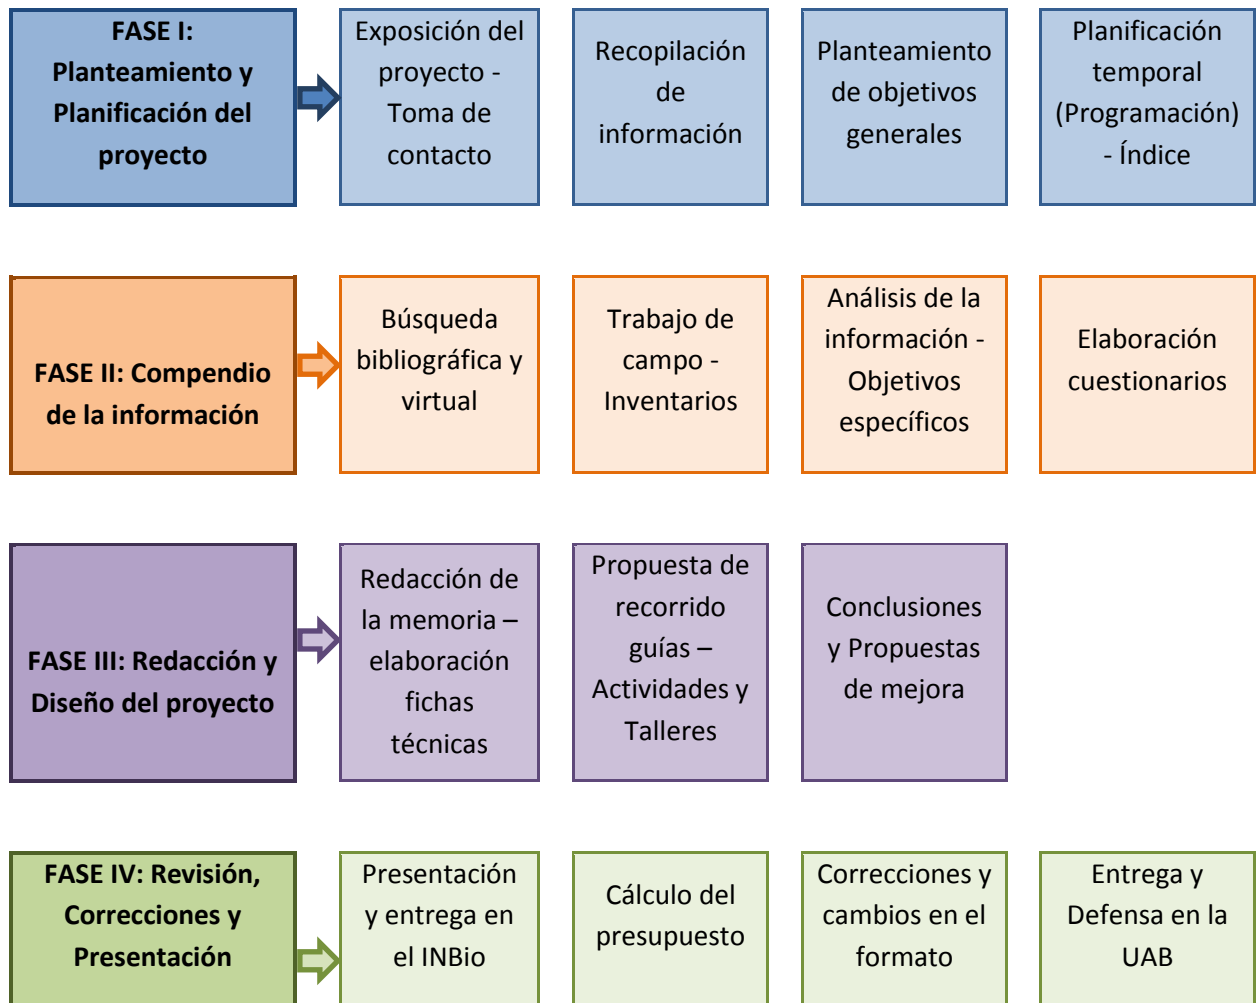 FASE I:
Planteamiento y
Planificación del
proyecto
Exposición del
proyecto -
Toma de
contacto
Recopilación
de
información
Planteamiento
de objetivos
generales
Planificación
temporal
(Programación)
- Índice
FASE II: Compendio
de la información
Búsqueda
bibliográfica y
virtual
Trabajo de
campo -
Inventarios
Análisis de la
información -
Objetivos
específicos
Elaboración
cuestionarios
FASE III: Redacción y
Diseño del proyecto
Redacción de
la memoria –
elaboración
fichas
técnicas
Propuesta de
recorrido
guías –
Actividades y
Talleres
Conclusiones
y Propuestas
de mejora
FASE IV: Revisión,
Correcciones y
Presentación
Presentación
y entrega en
el INBio
Cálculo del
presupuesto
Correcciones y
cambios en el
formato
Entrega y
Defensa en la
UAB